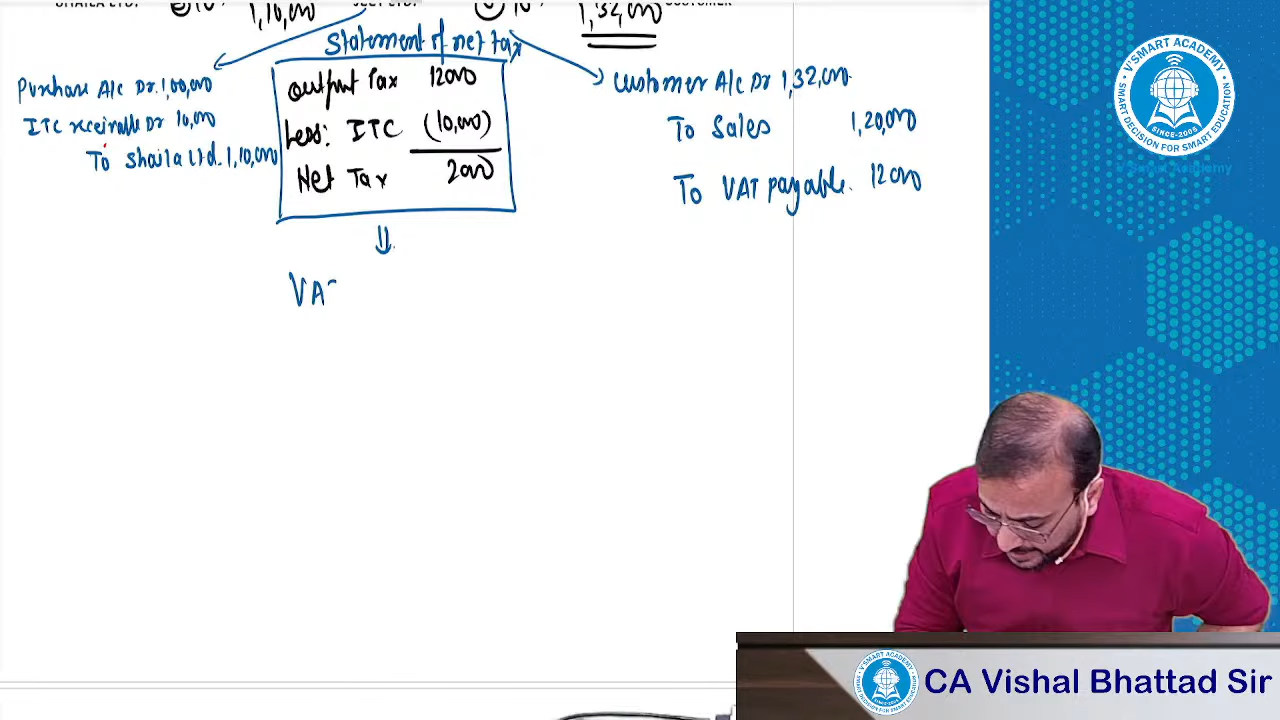 1,10,000
1,32,000
Statement of net tax
Purchase A/c Dr. 1,00,000
ITC receivable Dr 10,000
To Shaila Ltd. 1,10,000
Output Tax 12000
Less: ITC (10,000)
Net Tax 2000
Customer A/c Dr 1,32,000
To Sales 1,20,000
To VAT payable. 12000
VA
V'SMART ACADEMY
SINCE-2005
SMART DECISION FOR SMART EDUCATION
V'Smart Academy
CA Vishal Bhattad Sir